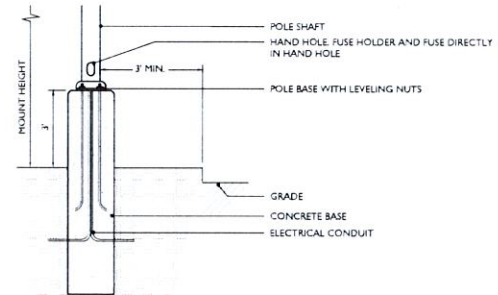 POLE SHAFT
HAND HOLE, FUSE HOLDER AND FUSE DIRECTLY
IN HAND HOLE
3' MIN.
POLE BASE WITH LEVELING NUTS
MOUNT HEIGHT
3'
GRADE
CONCRETE BASE
ELECTRICAL CONDUIT